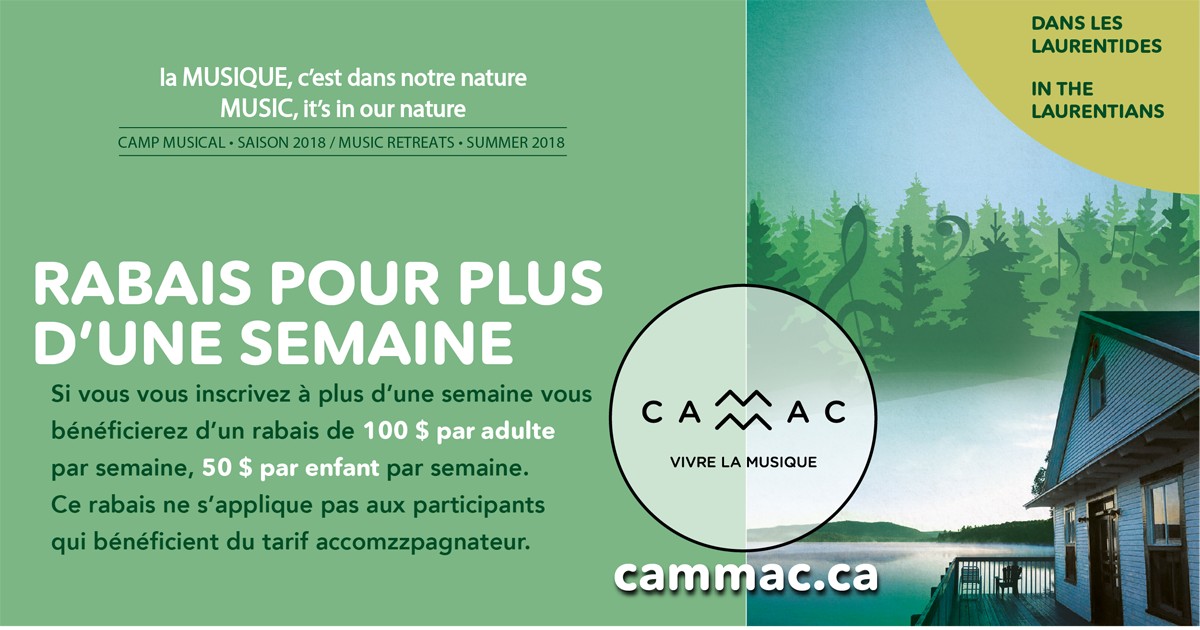 la MUSIQUE, c'est dans notre nature
MUSIC, it's in our nature
CAMP MUSICAL • SAISON 2018 / MUSIC RETREATS • SUMMER 2018
DANS LES
LAURENTIDES
IN THE
LAURENTIANS
RABAIS POUR PLUS
D'UNE SEMAINE
Si vous vous inscrivez à plus d'une semaine vous
bénéficierez d'un rabais de 100 $ par adulte
par semaine, 50 $ par enfant par semaine.
Ce rabais ne s'applique pas aux participants
qui bénéficient du tarif accomzzpagnateur.
CAMMAC
VIVRE LA MUSIQUE
cammac.ca